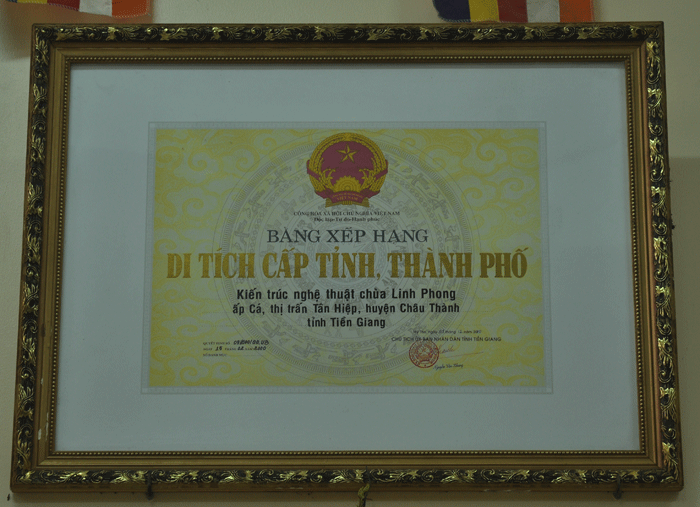 CỘNG HÒA XÃ HỘI CHỦ NGHĨA VIỆT NAM
Độc lập Tự do Hạnh phúc
BẰNG XẾP HẠNG
DI TÍCH CẤP TỈNH, THÀNH PHỐ
Kiến trúc nghệ thuật chùa Linh Phong
ấp Cá, thị trấn Tân Hiệp, huyện Châu Thành
tỉnh Tiền Giang
CHỦ TỊCH ỦY BAN NHÂN DÂN TỈNH TIỀN GIANG